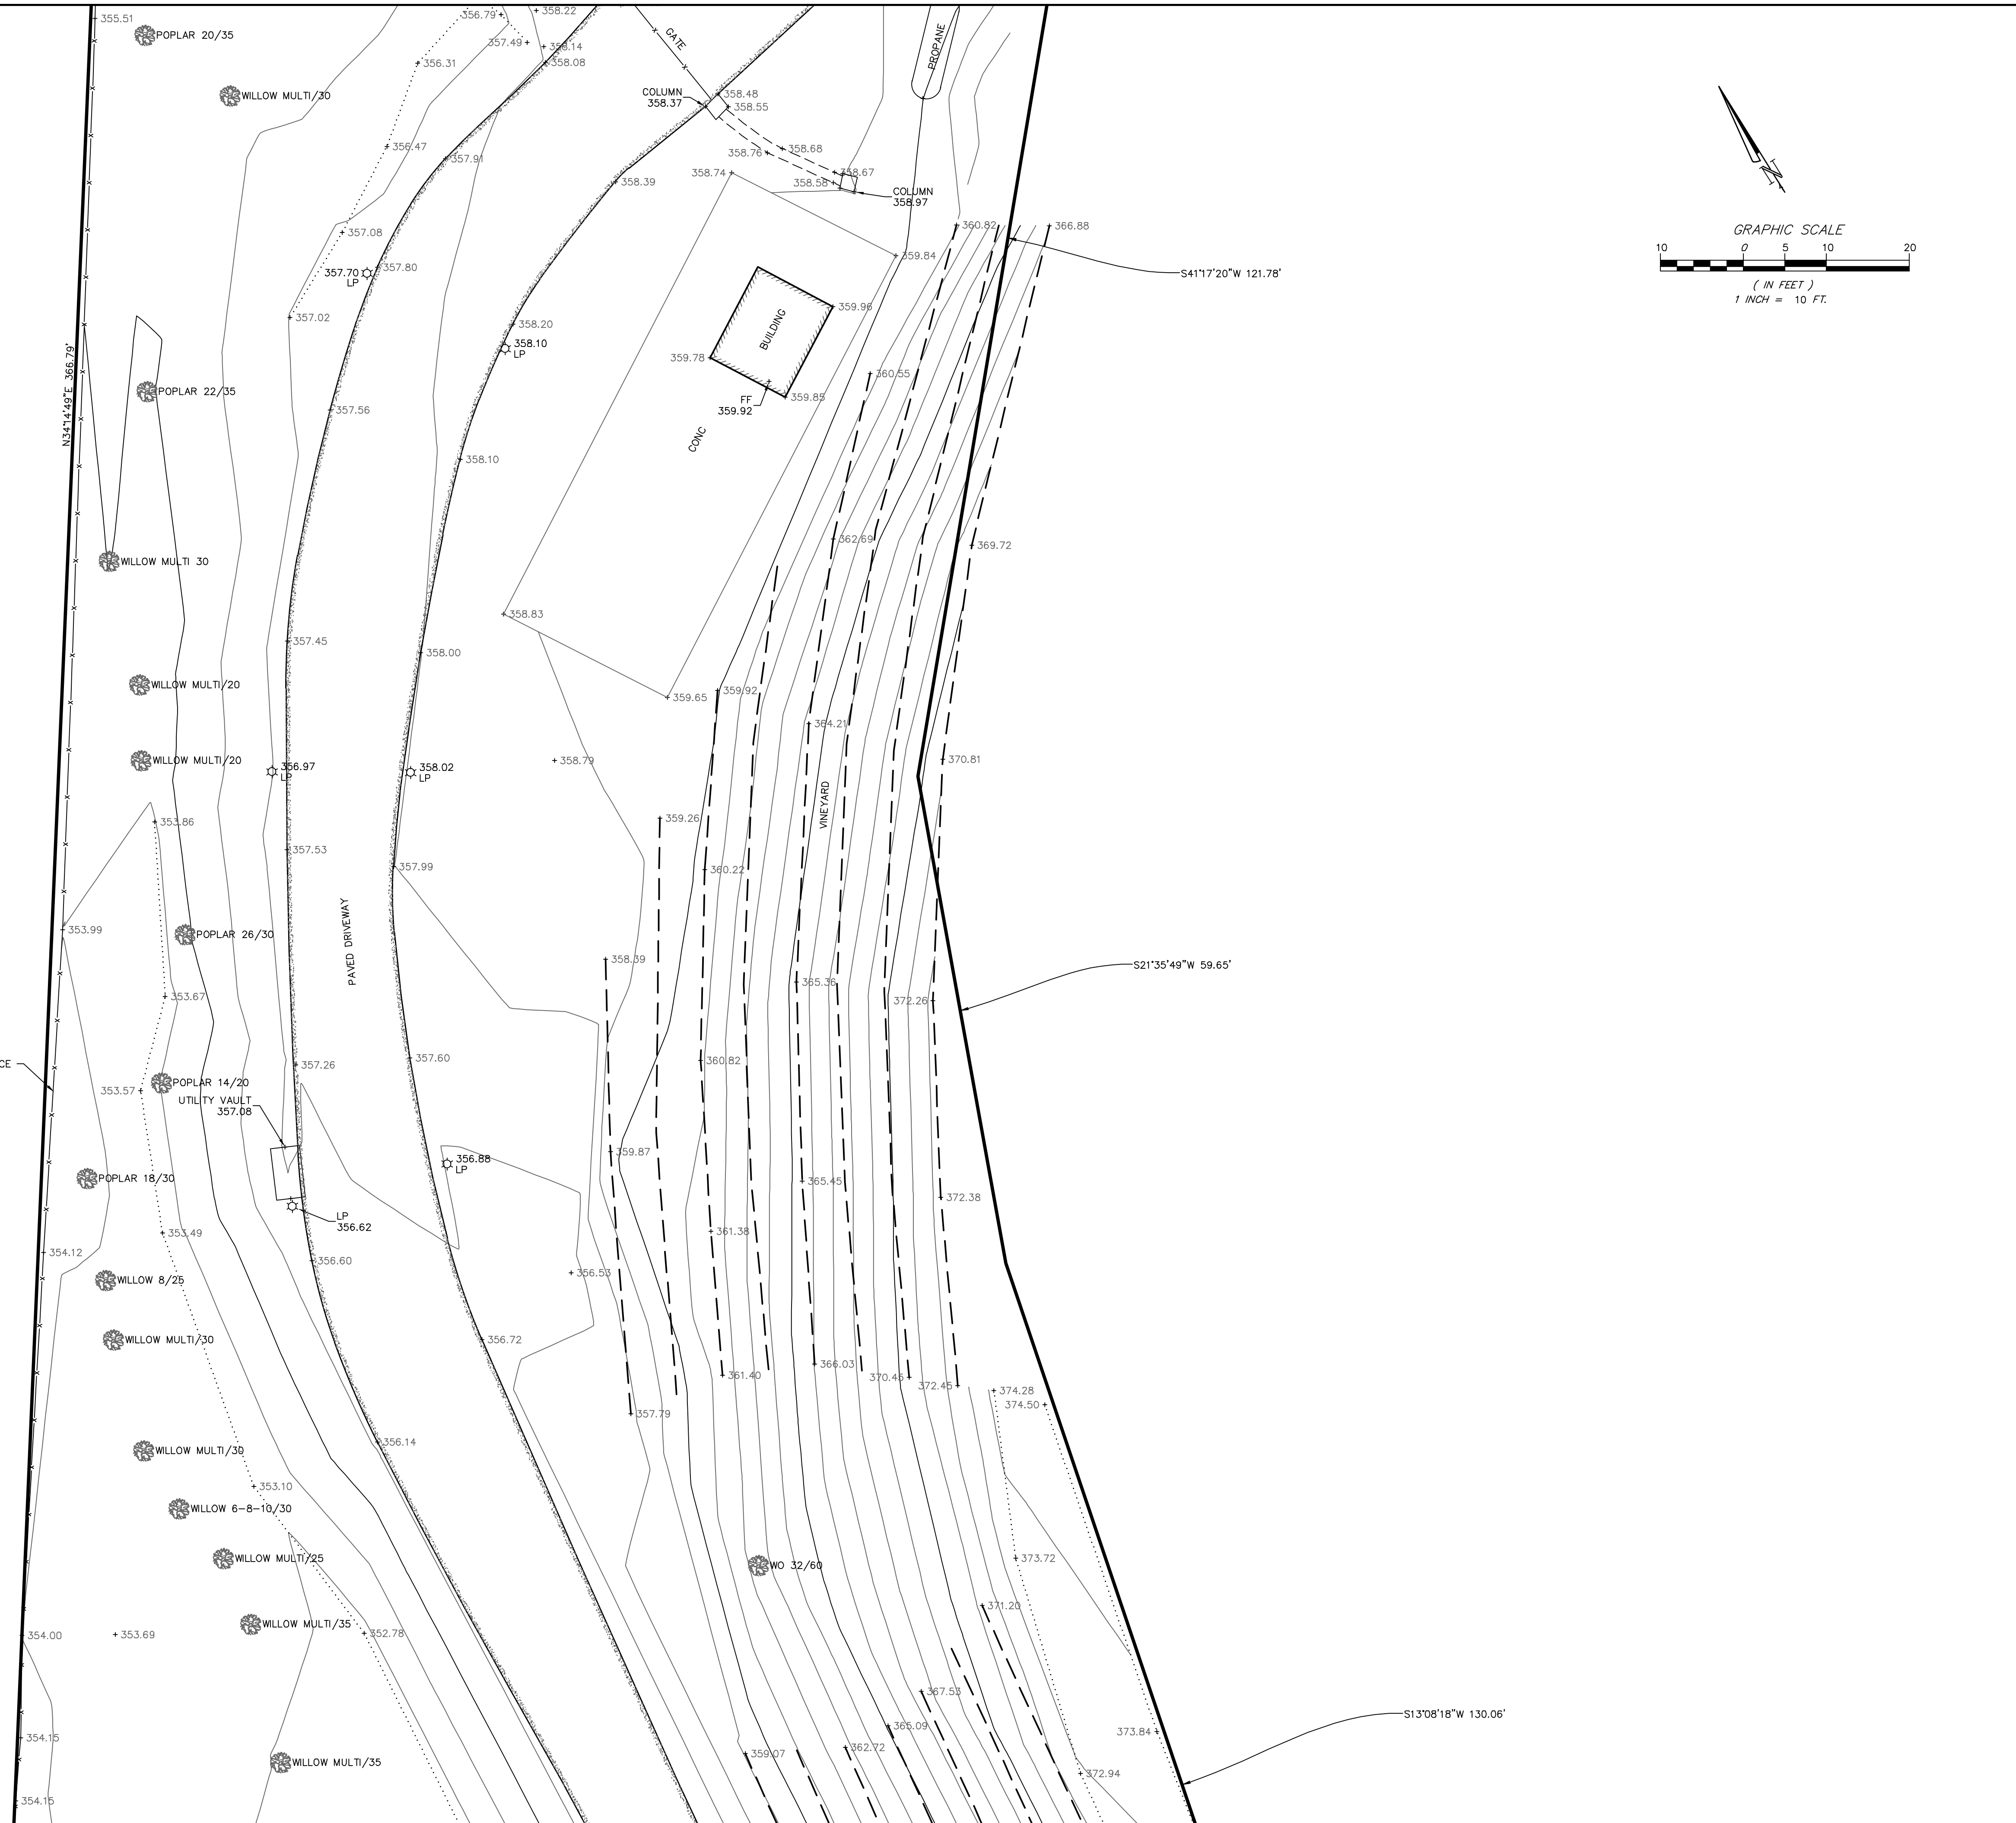 355.51
POPLAR 20/35
WILLOW MULTI/30
356.79
358.22
357.49
358.14
358.08
356.31
GATE
PROPANE
COLUMN
358.37
358.48
358.55
356.47
357.91
358.39
358.74
358.76
358.68
358.67
358.58
COLUMN
358.97
357.08
357.70
LP
357.80
360.82
366.88
359.84
S41°17'20"W 121.78'
GRAPHIC SCALE
10 0 5 10 20
( IN FEET )
1 INCH = 10 FT.
N
357.02
358.20
358.10
LP
359.96
BUILDING
359.78
359.85
FF
359.92
360.55
N34°14'49"E 366.79'
POPLAR 22/35
357.56
358.10
CONC
WILLOW MULTI 30
362.69
369.72
358.83
357.45
358.00
WILLOW MULTI/20
359.65
359.92
364.21
WILLOW MULTI/20
356.97
LP
358.02
LP
358.79
370.81
VINEYARD
353.86
357.53
359.26
357.99
360.22
PAVED DRIVEWAY
353.99
POPLAR 26/30
358.39
365.36
S21°35'49"W 59.65'
353.67
372.26
357.26
357.60
360.82
CE
353.57
POPLAR 14/20
UTILITY VAULT
357.08
359.87
356.88
LP
POPLAR 18/30
365.45
372.38
LP
356.62
353.49
361.38
354.12
356.60
356.53
WILLOW 8/25
WILLOW MULTI/30
356.72
366.03
361.40
370.45
372.45
374.28
374.50
357.79
WILLOW MULTI/30
356.14
353.10
WILLOW 6-8-10/30
WILLOW MULTI/25
WO 32/60
373.72
371.20
WILLOW MULTI/35
354.00
353.69
352.78
367.53
S13°08'18"W 130.06'
365.09
373.84
354.15
362.72
359.07
WILLOW MULTI/35
372.94
354.15